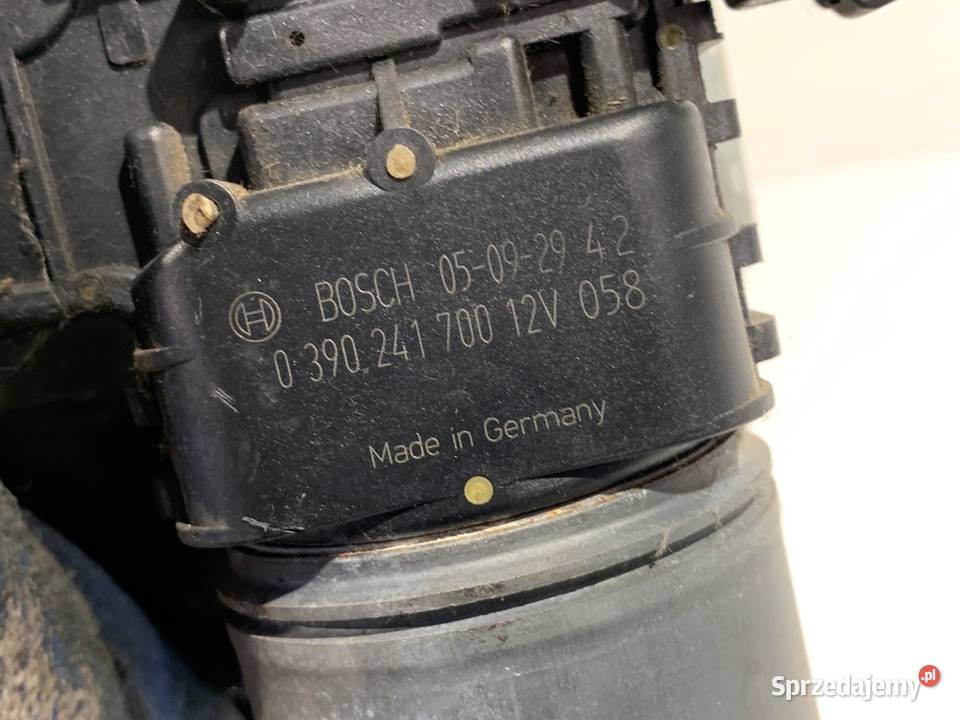 BOSCH 05-09-29 4 2
0 390 241 700 12V 058
Made in Germany
Sprzedajemy.pl